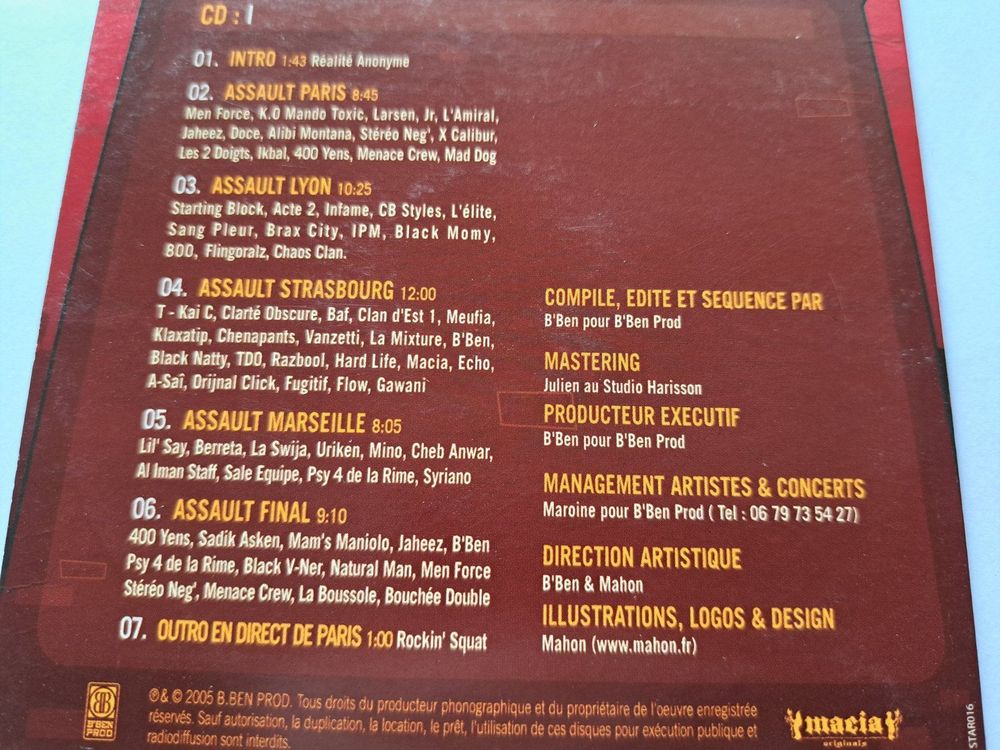 CD : 1
01. INTRO 1:43 Réalité Anonyme
02. ASSAULT PARIS 8:45
Men Force, K.O Mando Toxic, Larsen, Jr, L'Amiral,
Jaheez, Doce, Alibi Montana, Stéréo Neg', X Calibur,
Les 2 Doigts, Ikbal, 400 Yens, Menace Crew, Mad Dog
03. ASSAULT LYON 10:25
Starting Block, Acte 2, Infame, CB Styles, L'élite,
Sang Pleur, Brax City, IPM, Black Momy,
800, Flingoralz, Chaos Clan.
04. ASSAULT STRASBOURG 12:00
T - Kai C, Clarté Obscure, Baf, Clan d'Est 1, Meufia,
Klaxatip, Chenapants, Vanzetti, La Mixture, B'Ben,
Black Natty, TDO, Razbool, Hard Life, Macia, Echo,
A-Saî, Orijnal Click, Fugitif, Flow, Gawani
05. ASSAULT MARSEILLE 8:05
Lil' Say, Berreta, La Swija, Uriken, Mino, Cheb Anwar,
Al Iman Staff, Sale Equipe, Psy 4 de la Rime, Syriano
06. ASSAULT FINAL 9:10
400 Yens, Sadik Asken, Mam's Maniolo, Jaheez, B'Ben
Psy 4 de la Rime, Black V-Ner, Natural Man, Men Force
Stéréo Neg', Menace Crew, La Boussole, Bouchée Double
07. OUTRO EN DIRECT DE PARIS 1:00 Rockin' Squat
COMPILE, EDITE ET SEQUENCE PAR
B'Ben pour B'Ben Prod
MASTERING
Julien au Studio Harisson
PRODUCTEUR EXECUTIF
B'Ben pour B'Ben Prod
MANAGEMENT ARTISTES & CONCERTS
Maroine pour B'Ben Prod ( Tel : 06 79 73 54 27)
DIRECTION ARTISTIQUE
B'Ben & Mahon
ILLUSTRATIONS, LOGOS & DESIGN
Mahon (www.mahon.fr)
B'BEN
PROD
℗& © 2005 B.BEN PROD. Tous droits du producteur phonographique et du propriétaire de l'oeuvre enregistrée
réservés. Sauf autorisation, la duplication, la location, le prêt, l'utilisation de ces disques pour exécution publique et
radiodiffusion sont interdits.
macia
originals
STAR016